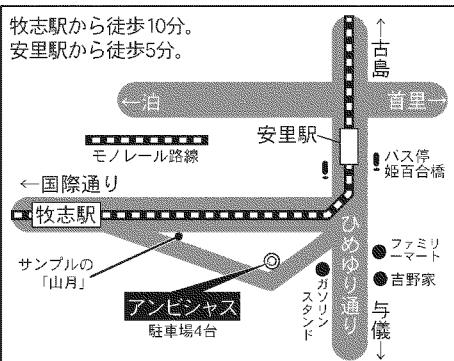 牧志駅から徒歩10分。
安里駅から徒歩5分。
←古島
←泊
首里→
安里駅
モノレール路線
バス停
姫百合橋
←国際通り
牧志駅
ひめゆり通り
サンプルの
「山月」
アンビシャス
駐車場4台
ガソリン
スタンド
ファミリ
ーマート
吉野家
与儀→